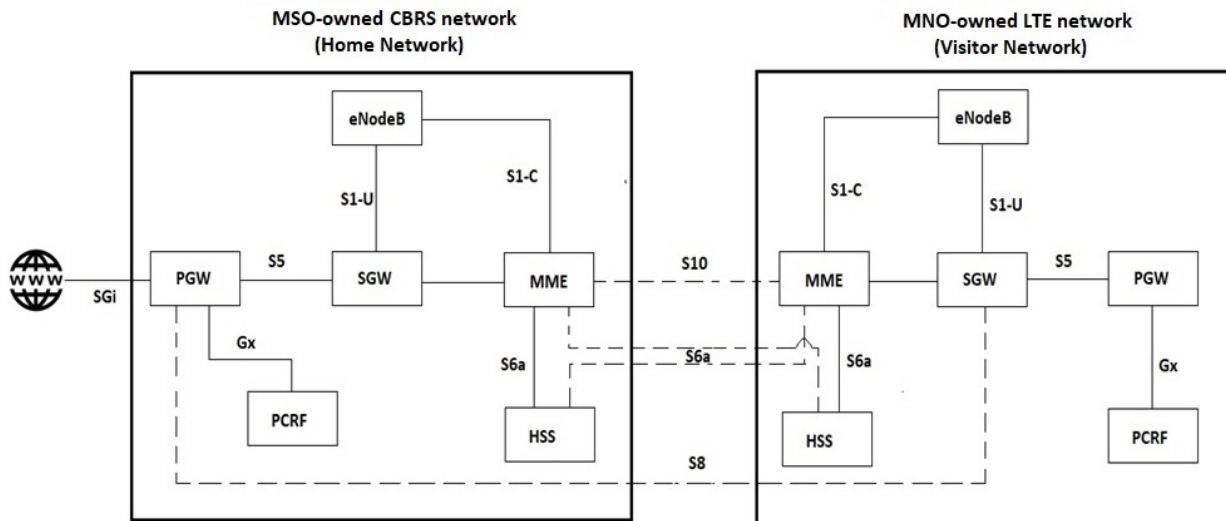 MSO-owned CBRS network
(Home Network)
MNO-owned LTE network
(Visitor Network)
eNodeB
eNodeB
S1-C
S1-U
S1-C
S1-U
WWW
SGi
PGW
S5
SGW
MME
S10
MME
SGW
S5
PGW
Gx
S6a
S6a
S6a
Gx
PCRF
HSS
HSS
PCRF
S8